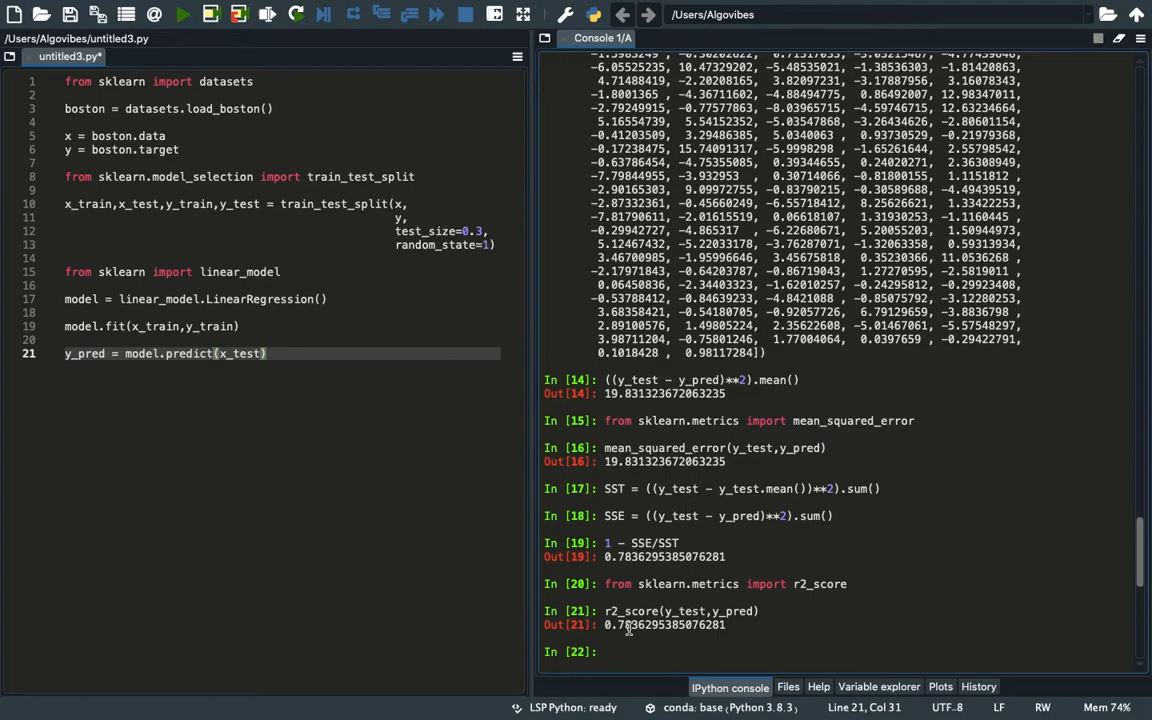 /Users/Algovibes
/Users/Algovibes/untitled3.py
Console 1/A
untitled3.py*
1 from sklearn import datasets
2
3 boston = datasets.load_boston()
4
5 x = boston.data
6 y = boston.target
7
8 from sklearn.model_selection import train_test_split
9
10 x_train,x_test,y_train,y_test = train_test_split(x,
11 y,
12 test_size=0.3,
13 random_state=1)
14
15 from sklearn import linear_model
16
17 model = linear_model.LinearRegression()
18
19 model.fit(x_train,y_train)
20
21 y_pred = model.predict(x_test)
-6.05525235, 10.47329202, -5.48535021, -1.38536303, -1.81420863,
4.71488419, -2.20208165, 3.82097231, -3.17887956, 3.16078343,
-1.8001365 , -4.36711602, -4.88494775, 0.86492007, 12.98347011,
-2.79249915, -0.77577863, -8.03965715, -4.59746715, 12.63234664,
5.16554739, 5.54152352, -5.03547868, -3.26434626, -2.80601154,
-0.41203509, 3.29486385, 5.0340063 , 0.93730529, -0.21979368,
-0.17238475, 15.74091317, -5.9998298 , -1.65261644, 2.55798542,
-0.63786454, -4.75355085, 0.39344655, 0.24020271, 2.36308949,
-7.79844955, -3.932953 , 0.30714066, -0.81800155, 1.1151812 ,
-2.90165303, 9.09972755, -0.83790215, -0.30589688, -4.49439519,
-2.87332361, -0.45660249, -6.55718412, 8.25626621, 1.33422253,
-7.81790611, -2.01615519, 0.06618107, 1.31930253, -1.1160445 ,
-0.29942727, -4.865317 , -6.22680671, 5.20055203, 1.50944973,
5.12467432, -5.22033178, -3.76287071, -1.32063358, 0.59313934,
3.46700985, -1.95996646, 3.45675818, 0.35230366, 11.0536268 ,
-2.17971843, -0.64203787, -0.86719043, 1.27270595, -2.5819011 ,
0.06450836, -2.34403323, -1.62010257, -0.24295812, -0.29923408,
-0.53788412, -0.84639233, -4.8421088 , -0.85075792, -3.12280253,
3.68358421, -0.54180705, -0.92057726, 6.79129659, -3.8836798 ,
2.89100576, 1.49805224, 2.35622608, -5.01467061, -5.57548297,
3.98711204, -0.75801246, 1.77004064, 0.0397659 , -0.29422791,
0.1018428 , 0.98117284])
In [14]: ((y_test - y_pred)**2).mean()
Out[14]: 19.831323672063235
In [15]: from sklearn.metrics import mean_squared_error
In [16]: mean_squared_error(y_test,y_pred)
Out[16]: 19.831323672063235
In [17]: SST = ((y_test - y_test.mean())**2).sum()
In [18]: SSE = ((y_test - y_pred)**2).sum()
In [19]: 1 - SSE/SST
Out[19]: 0.7836295385076281
In [20]: from sklearn.metrics import r2_score
In [21]: r2_score(y_test,y_pred)
Out[21]: 0.7836295385076281
In [22]:
IPython console Files Help Variable explorer Plots History
LSP Python: ready conda: base (Python 3.8.3) Line 21, Col 31 UTF-8 LF RW Mem 74%